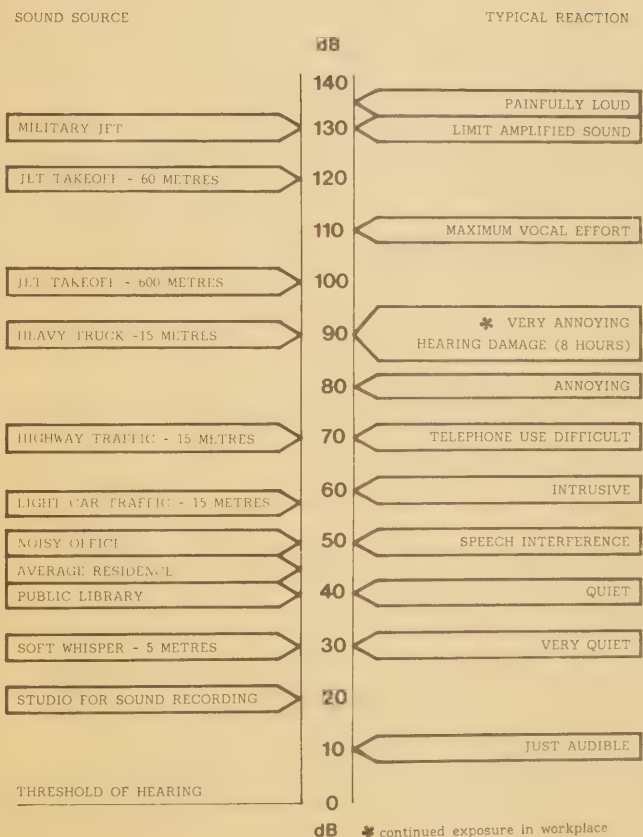 SOUND SOURCE
TYPICAL REACTION
dB
140
PAINFULLY LOUD
MILITARY JET
130
LIMIT AMPLIFIED SOUND
JET TAKEOFF - 60 METRES
120
110
MAXIMUM VOCAL EFFORT
JET TAKEOFF - 600 METRES
100
HEAVY TRUCK -15 METRES
90
* VERY ANNOYING
HEARING DAMAGE (8 HOURS)
80
ANNOYING
HIGHWAY TRAFFIC - 15 METRES
70
TELEPHONE USE DIFFICULT
LIGHT CAR TRAFFIC - 15 METRES
60
INTRUSIVE
NOISY OFFICE
50
SPEECH INTERFERENCE
AVERAGE RESIDENCE
PUBLIC LIBRARY
40
QUIET
SOFT WHISPER - 5 METRES
30
VERY QUIET
STUDIO FOR SOUND RECORDING
20
10
JUST AUDIBLE
THRESHOLD OF HEARING
0
dB
* continued exposure in workplace